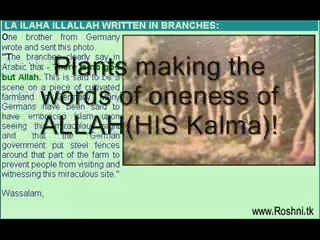 LA ILAHA ILLALLAH WRITTEN IN BRANCHES:
One brother from Germany
wrote and sent this photo.
"The branches clearly say in
Arabic that -
but Allah. This is said to be a
scene on a piece of cultivated
farmland
Germans have been said to
have embraced Islam upon
seeing this
and that the German
government put steel fences
around that part of the farm to
prevent people from visiting and
witnessing this miraculous site."
Wassalam,
Plants making the
words of oneness of
ALLAH(HIS Kalma)!
www.Roshni.tk